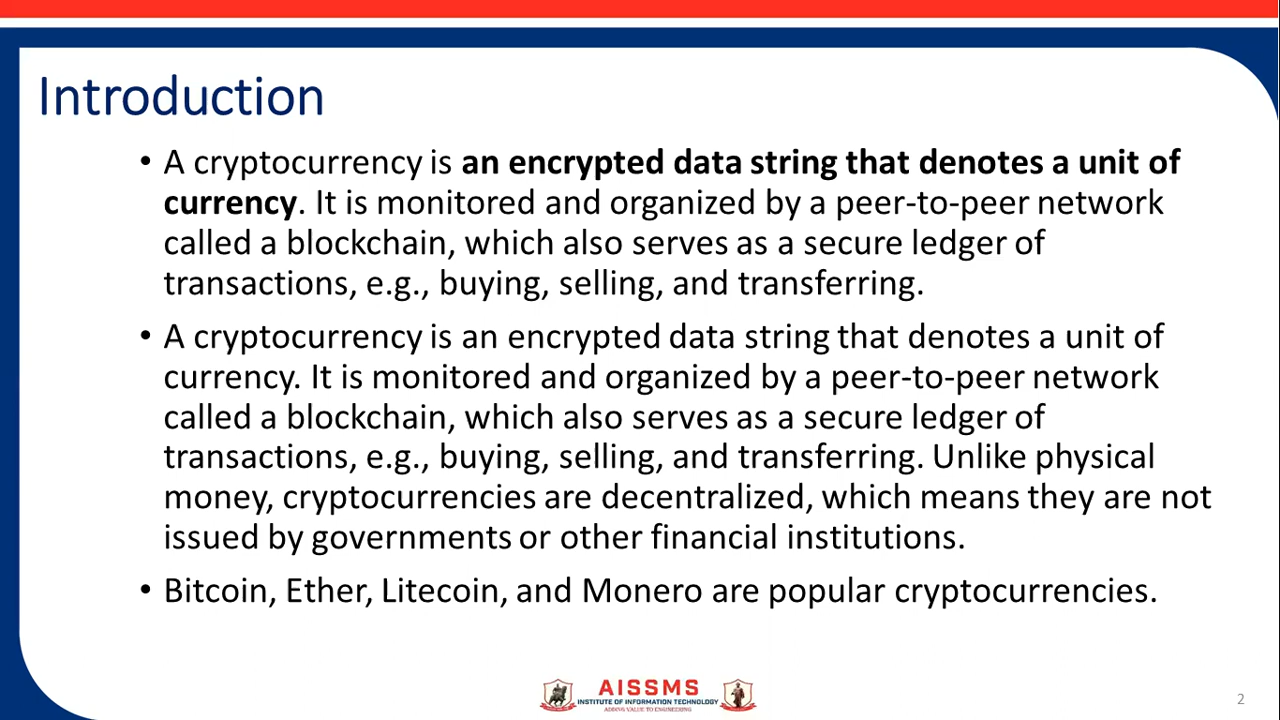 Introduction
• A cryptocurrency is an encrypted data string that denotes a unit of
currency. It is monitored and organized by a peer-to-peer network
called a blockchain, which also serves as a secure ledger of
transactions, e.g., buying, selling, and transferring.
• A cryptocurrency is an encrypted data string that denotes a unit of
currency. It is monitored and organized by a peer-to-peer network
called a blockchain, which also serves as a secure ledger of
transactions, e.g., buying, selling, and transferring. Unlike physical
money, cryptocurrencies are decentralized, which means they are not
issued by governments or other financial institutions.
• Bitcoin, Ether, Litecoin, and Monero are popular cryptocurrencies.
AISSMS
INSTITUTE OF INFORMATION TECHNOLOGY
ADDING VALUE TO ENGINEERING
2